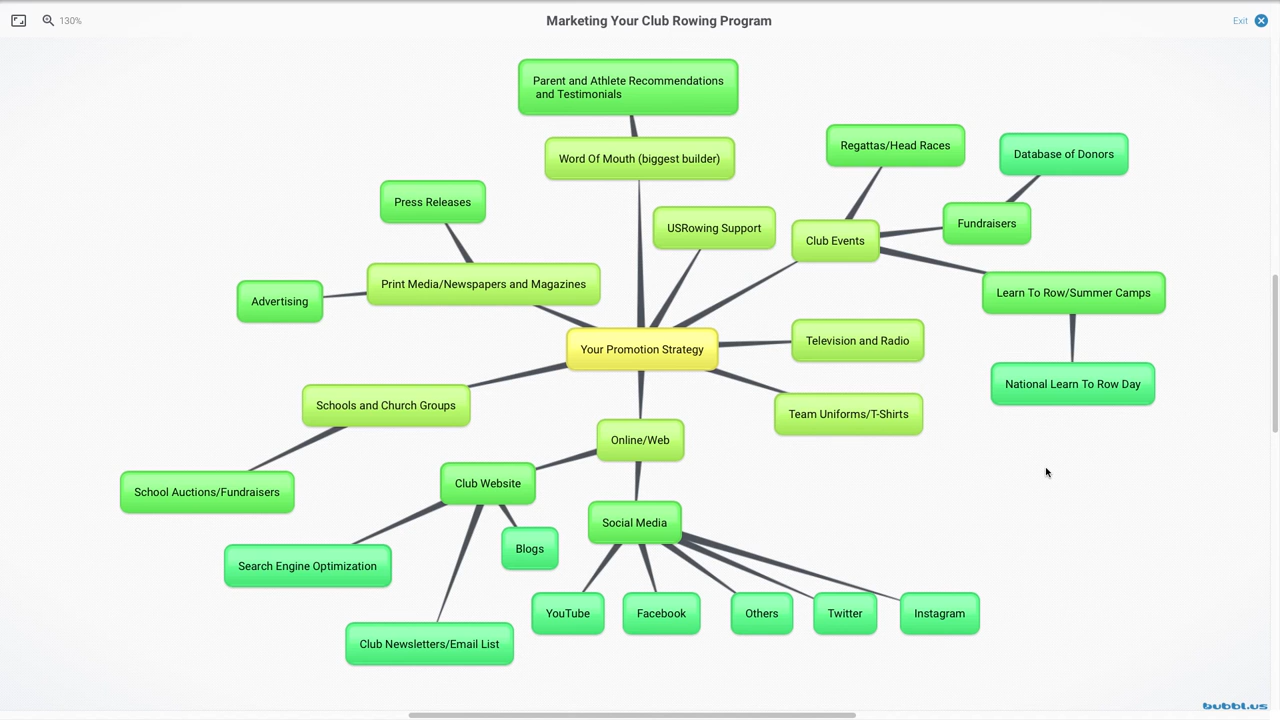 130%
Marketing Your Club Rowing Program
Exit
Parent and Athlete Recommendations
and Testimonials
Word Of Mouth (biggest builder)
Regattas/Head Races
Database of Donors
Press Releases
USRowing Support
Club Events
Fundraisers
Print Media/Newspapers and Magazines
Advertising
Learn To Row/Summer Camps
Your Promotion Strategy
Television and Radio
National Learn To Row Day
Schools and Church Groups
Team Uniforms/T-Shirts
Online/Web
School Auctions/Fundraisers
Club Website
Social Media
Blogs
Search Engine Optimization
YouTube
Facebook
Others
Twitter
Instagram
Club Newsletters/Email List
bubbl.us